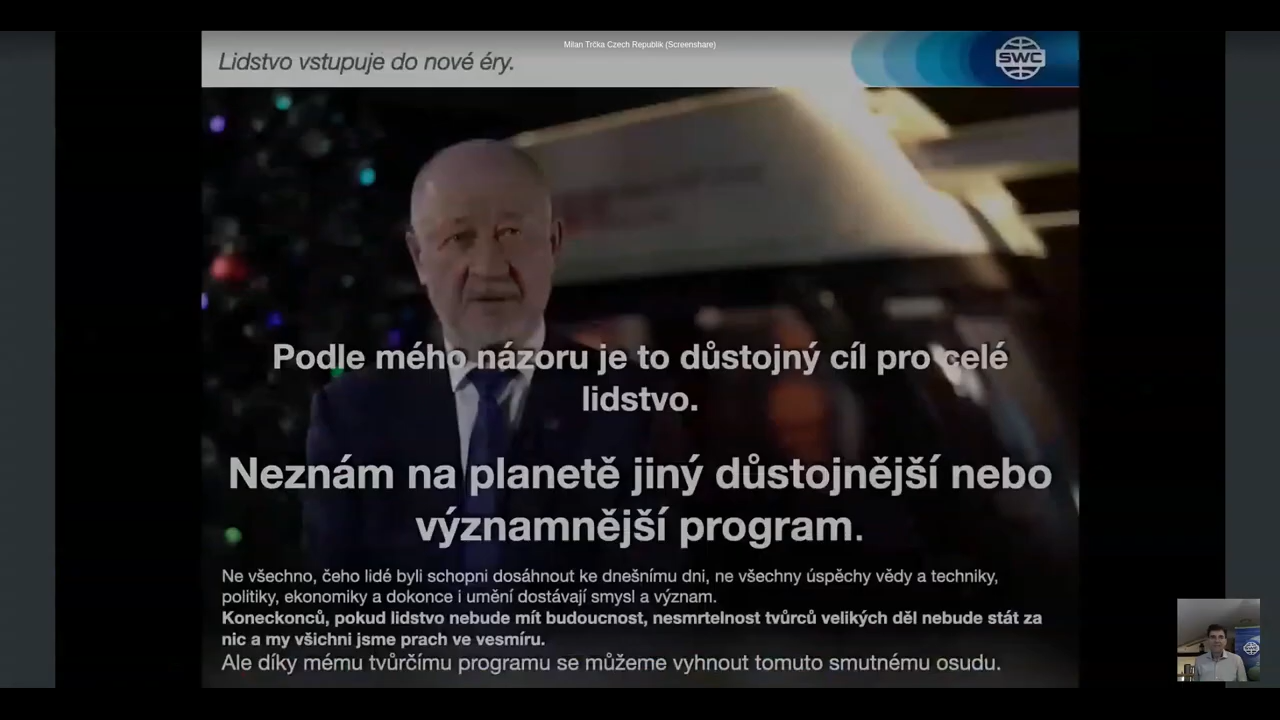 Milan Trčka Czech Republik (Screenshare)
Lidstvo vstupuje do nové éry.
SWC
Podle mého názoru je to důstojný cíl pro celé
lidstvo.
Neznám na planetě jiný důstojnější nebo
významnější program.
Ne všechno, čeho lidé byli schopni dosáhnout ke dnešnímu dni, ne všechny úspěchy vědy a techniky,
politiky, ekonomiky a dokonce i umění dostávají smysl a význam.
Koneckonců, pokud lidstvo nebude mít budoucnost, nesmrtelnost tvůrců velikých děl nebude stát za
nic a my všichni jsme prach ve vesmíru.
Ale díky mému tvůrčímu programu se můžeme vyhnout tomuto smutnému osudu.